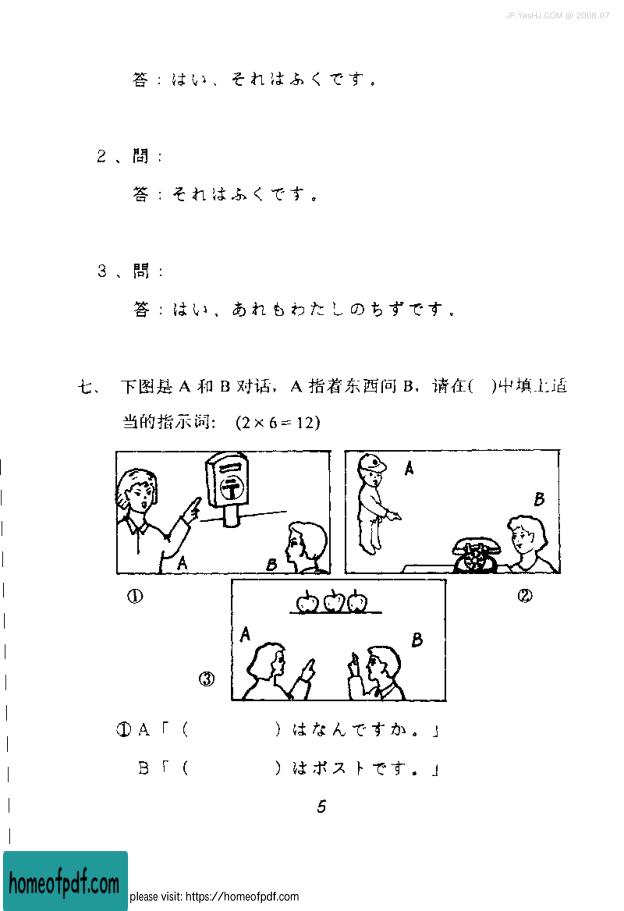 JP.YesHJ.COM @ 2008.07
答：はい、それはふくです。
２、問：
答：それはふくです。
３、問：
答：はい、あれもわたしのちずです。
七、 下图是 A 和 B 对话，A 指着东西问 B，请在( )中填上适
当的指示词: (2×6=12)
A
B
A
B
①
②
A
B
③
①A「（ ）はなんですか。」
B「（ ）はポストです。」
5
homeofpdf.com
please visit: https://homeofpdf.com